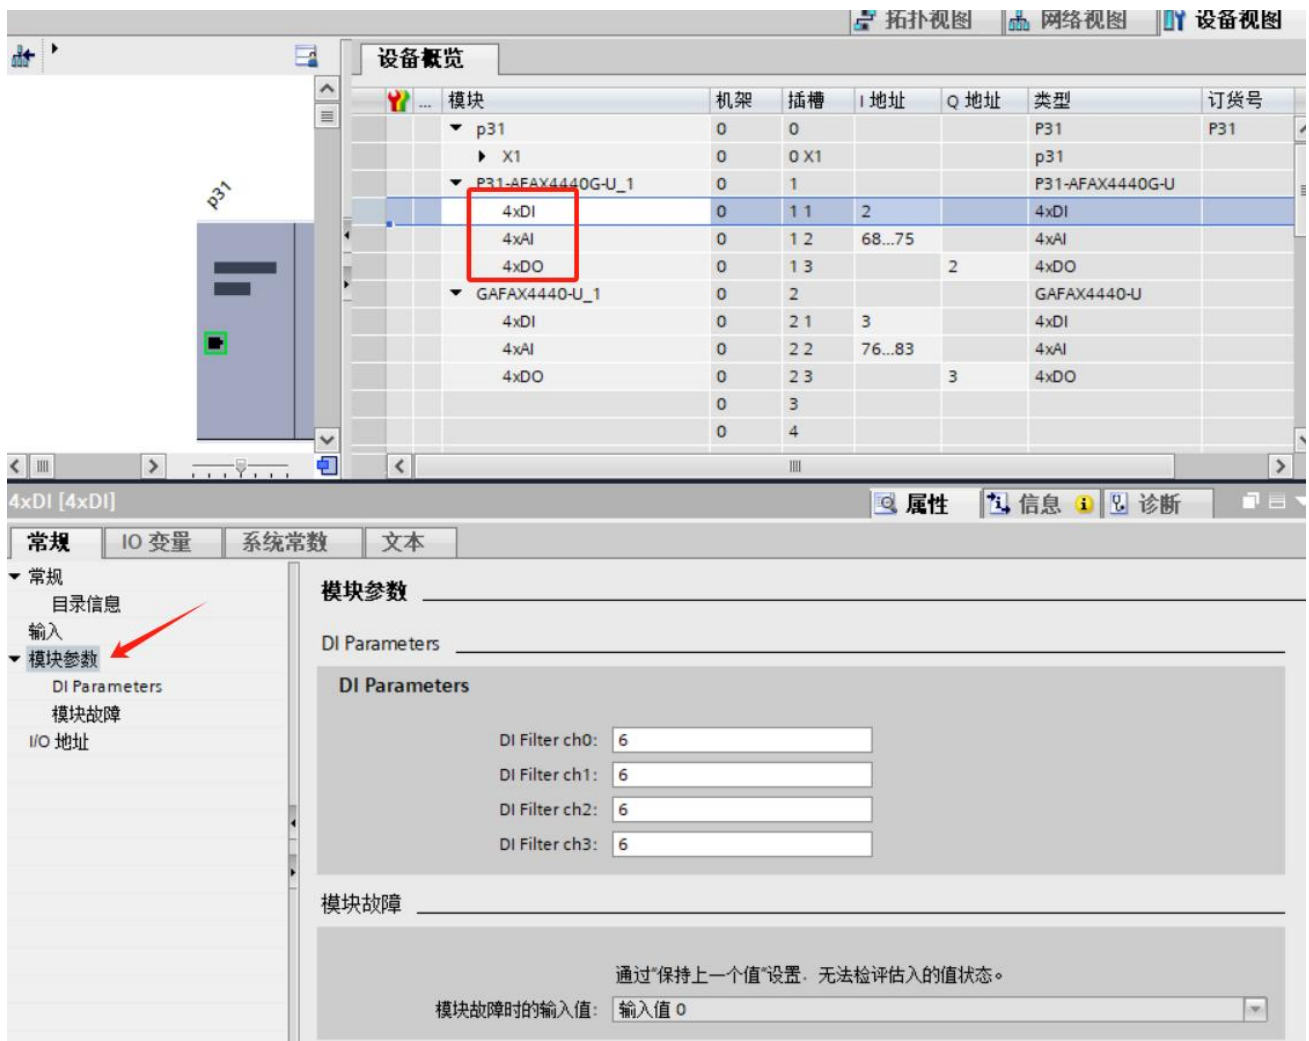 拓扑视图 网络视图 设备视图
设备概览
... 模块 机架 插槽 I 地址 Q 地址 类型 订货号
p31 0 0 P31 P31
X1 0 0 X1 p31
P31-AFAX4440G-U_1 0 1 P31-AFAX4440G-U
4xDI 0 1 1 2 4xDI
4xAI 0 1 2 68...75 4xAI
4xDO 0 1 3 2 4xDO
GAFAX4440-U_1 0 2 GAFAX4440-U
4xDI 0 2 1 3 4xDI
4xAI 0 2 2 76...83 4xAI
4xDO 0 2 3 3 4xDO
0 3
0 4
p31
4xDI [4xDI] 属性 信息 诊断
常规 IO 变量 系统常数 文本
常规
目录信息
输入
模块参数
DI Parameters
模块故障
I/O 地址
模块参数
DI Parameters
DI Parameters
DI Filter ch0: 6
DI Filter ch1: 6
DI Filter ch2: 6
DI Filter ch3: 6
模块故障
通过“保持上一个值”设置，无法检评估入的值状态。
模块故障时的输入值: 输入值 0